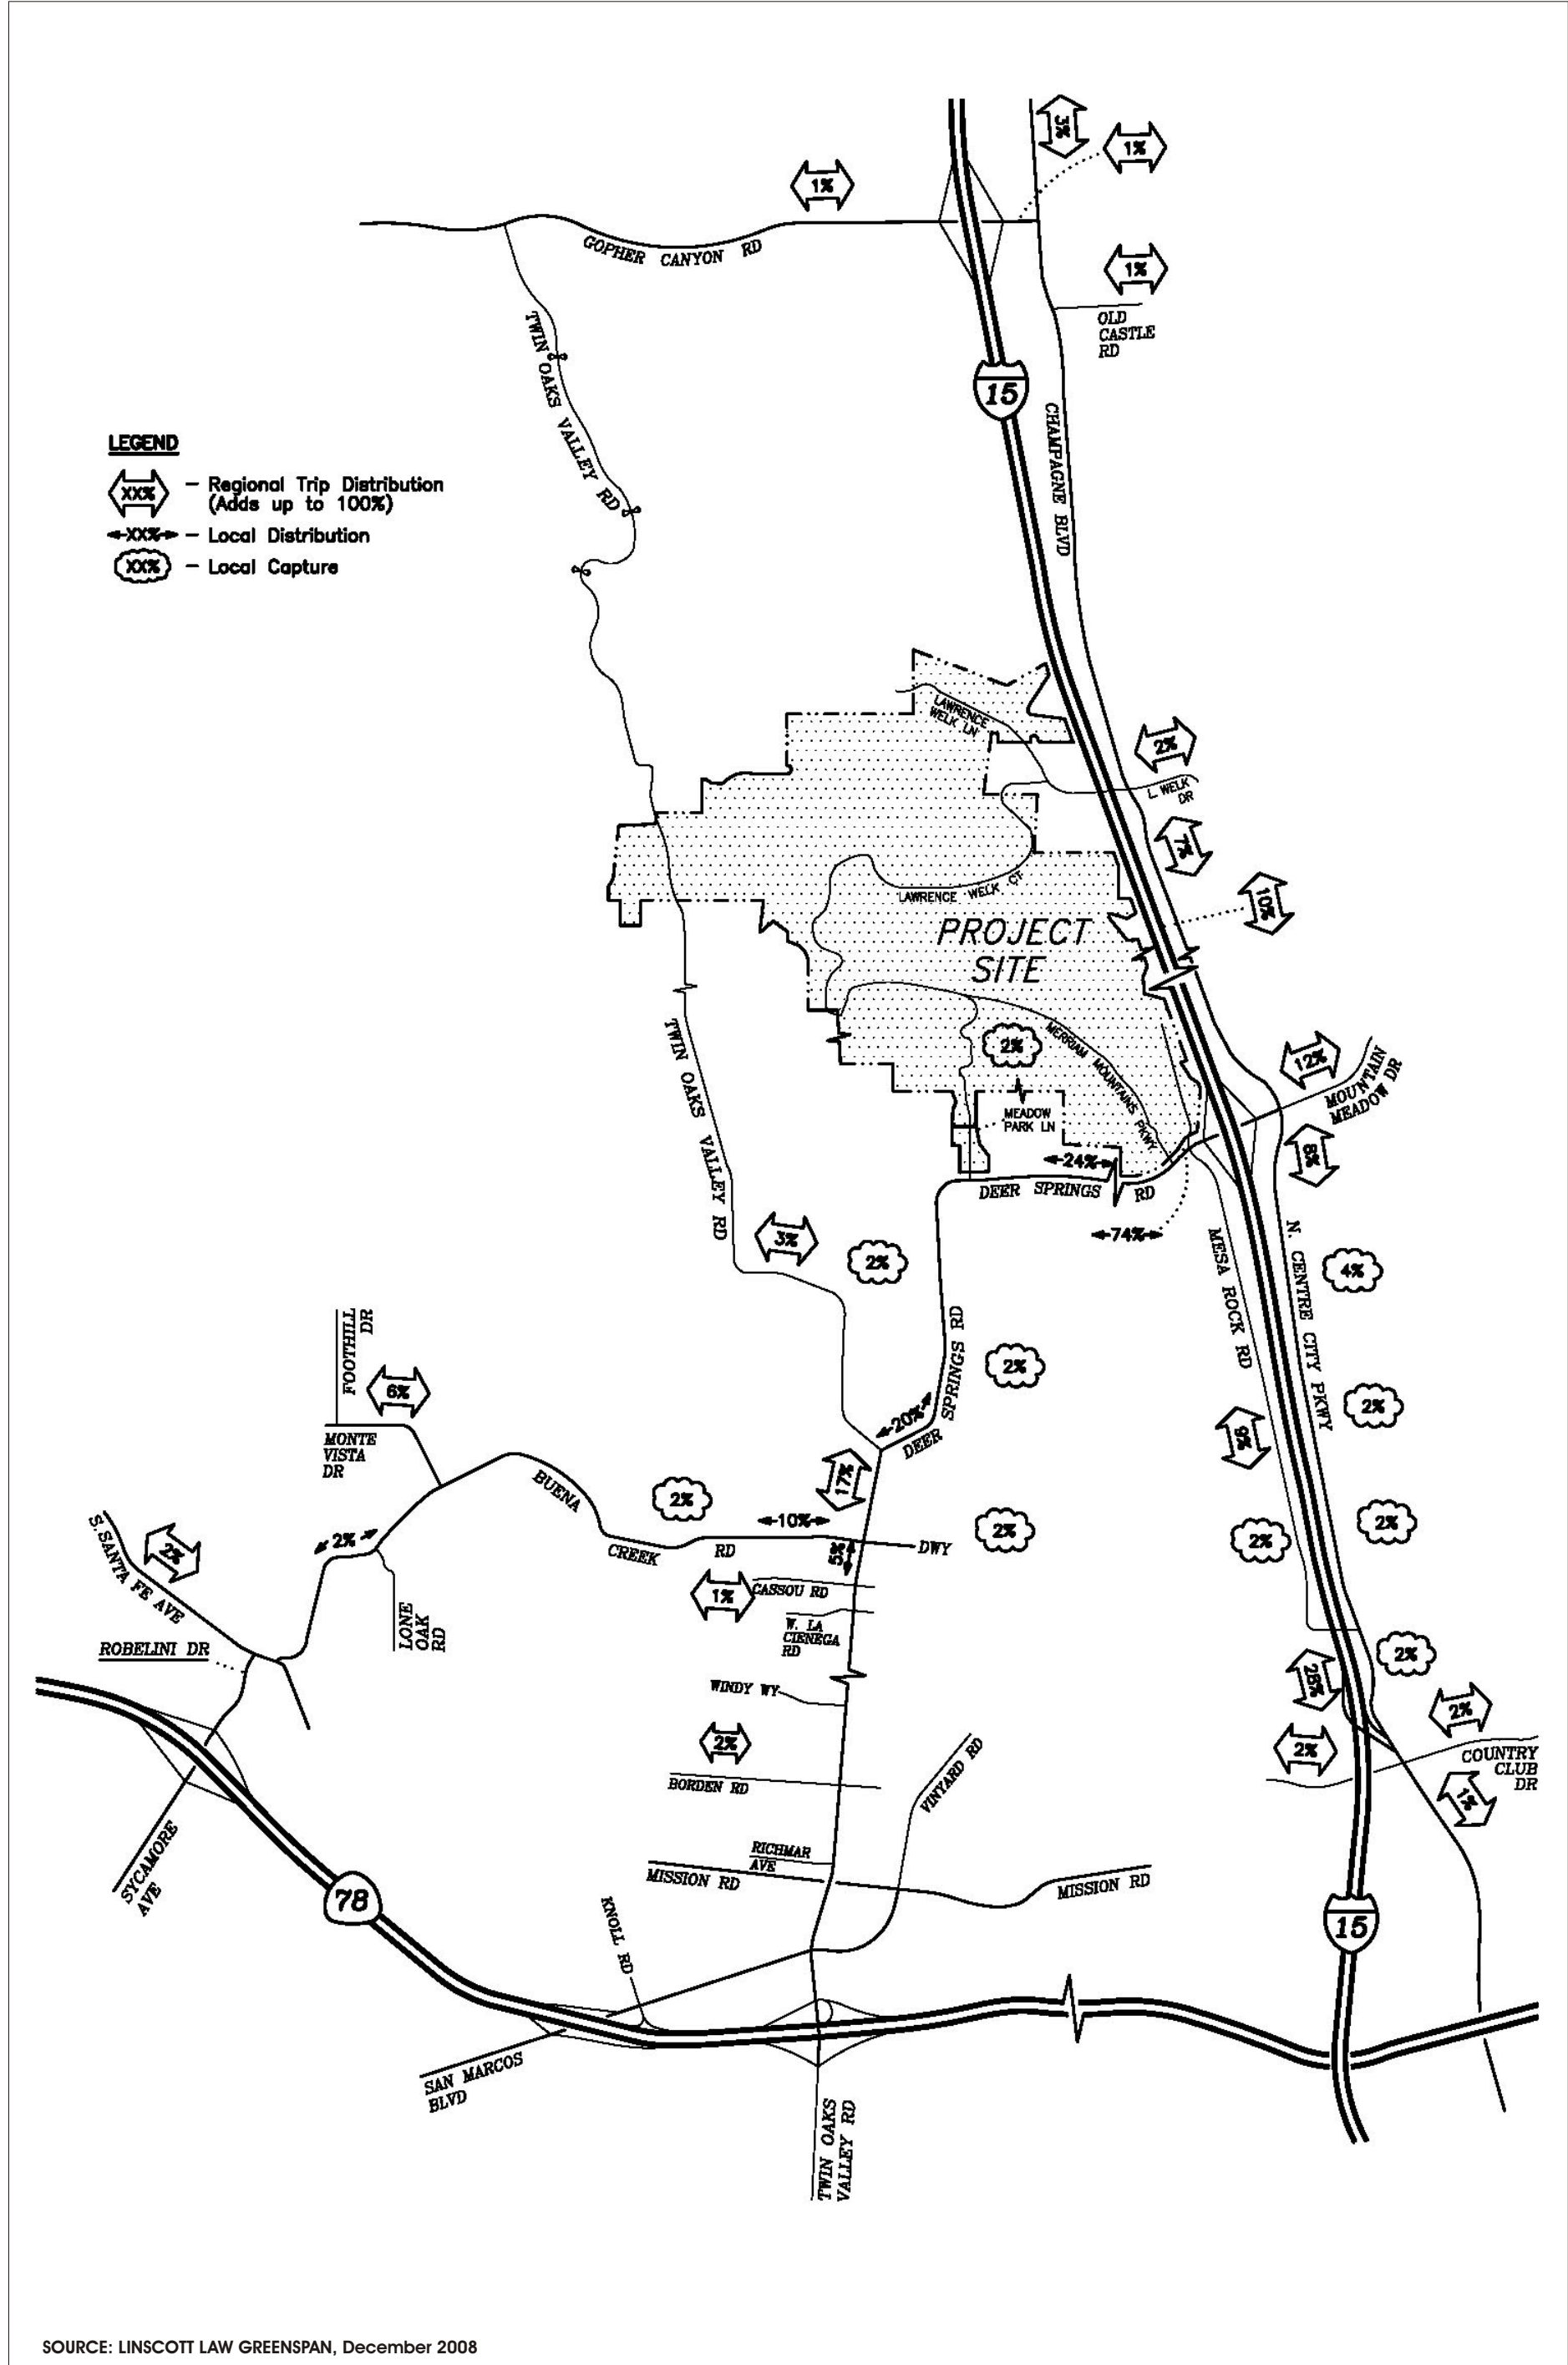 3%
1%
1%
GOPHER CANYON RD
1%
OLD
CASTLE
RD
TWIN OAKS VALLEY RD
15
CHAMPAGNE BLVD
LEGEND
XX% - Regional Trip Distribution
(Adds up to 100%)
XX% - Local Distribution
XX% - Local Capture
LAWRENCE
WELK LN
2%
L. WELK
DR
7%
LAWRENCE WELK CT
10%
PROJECT
SITE
2%
MERRIAM MOUNTAINS PKWY
12%
MOUNTAIN
MEADOW DR
TWIN OAKS VALLEY RD
MEADOW
PARK LN
24%
8%
DEER SPRINGS RD
74%
3%
2%
MESA ROCK RD
N. CENTRE CITY PKWY
4%
FOOTHILL
DR
6%
DEER SPRINGS RD
2%
2%
20%
MONTE
VISTA
DR
9%
17%
BUENA CREEK RD
2%
10%
2%
2%
2%
DWY
5%
S. SANTA FE AVE
2%
2%
1%
CASSOU RD
LONE
OAK
RD
W. LA
CIENEGA
RD
ROBELINI DR
2%
WINDY WY
2%
2%
2%
BORDEN RD
VINYARD RD
COUNTRY
CLUB
DR
1%
SYCAMORE
AVE
RICHMAR
AVE
MISSION RD
MISSION RD
78
KNOLL RD
15
SAN MARCOS
BLVD
TWIN OAKS
VALLEY RD
SOURCE: LINSCOTT LAW GREENSPAN, December 2008